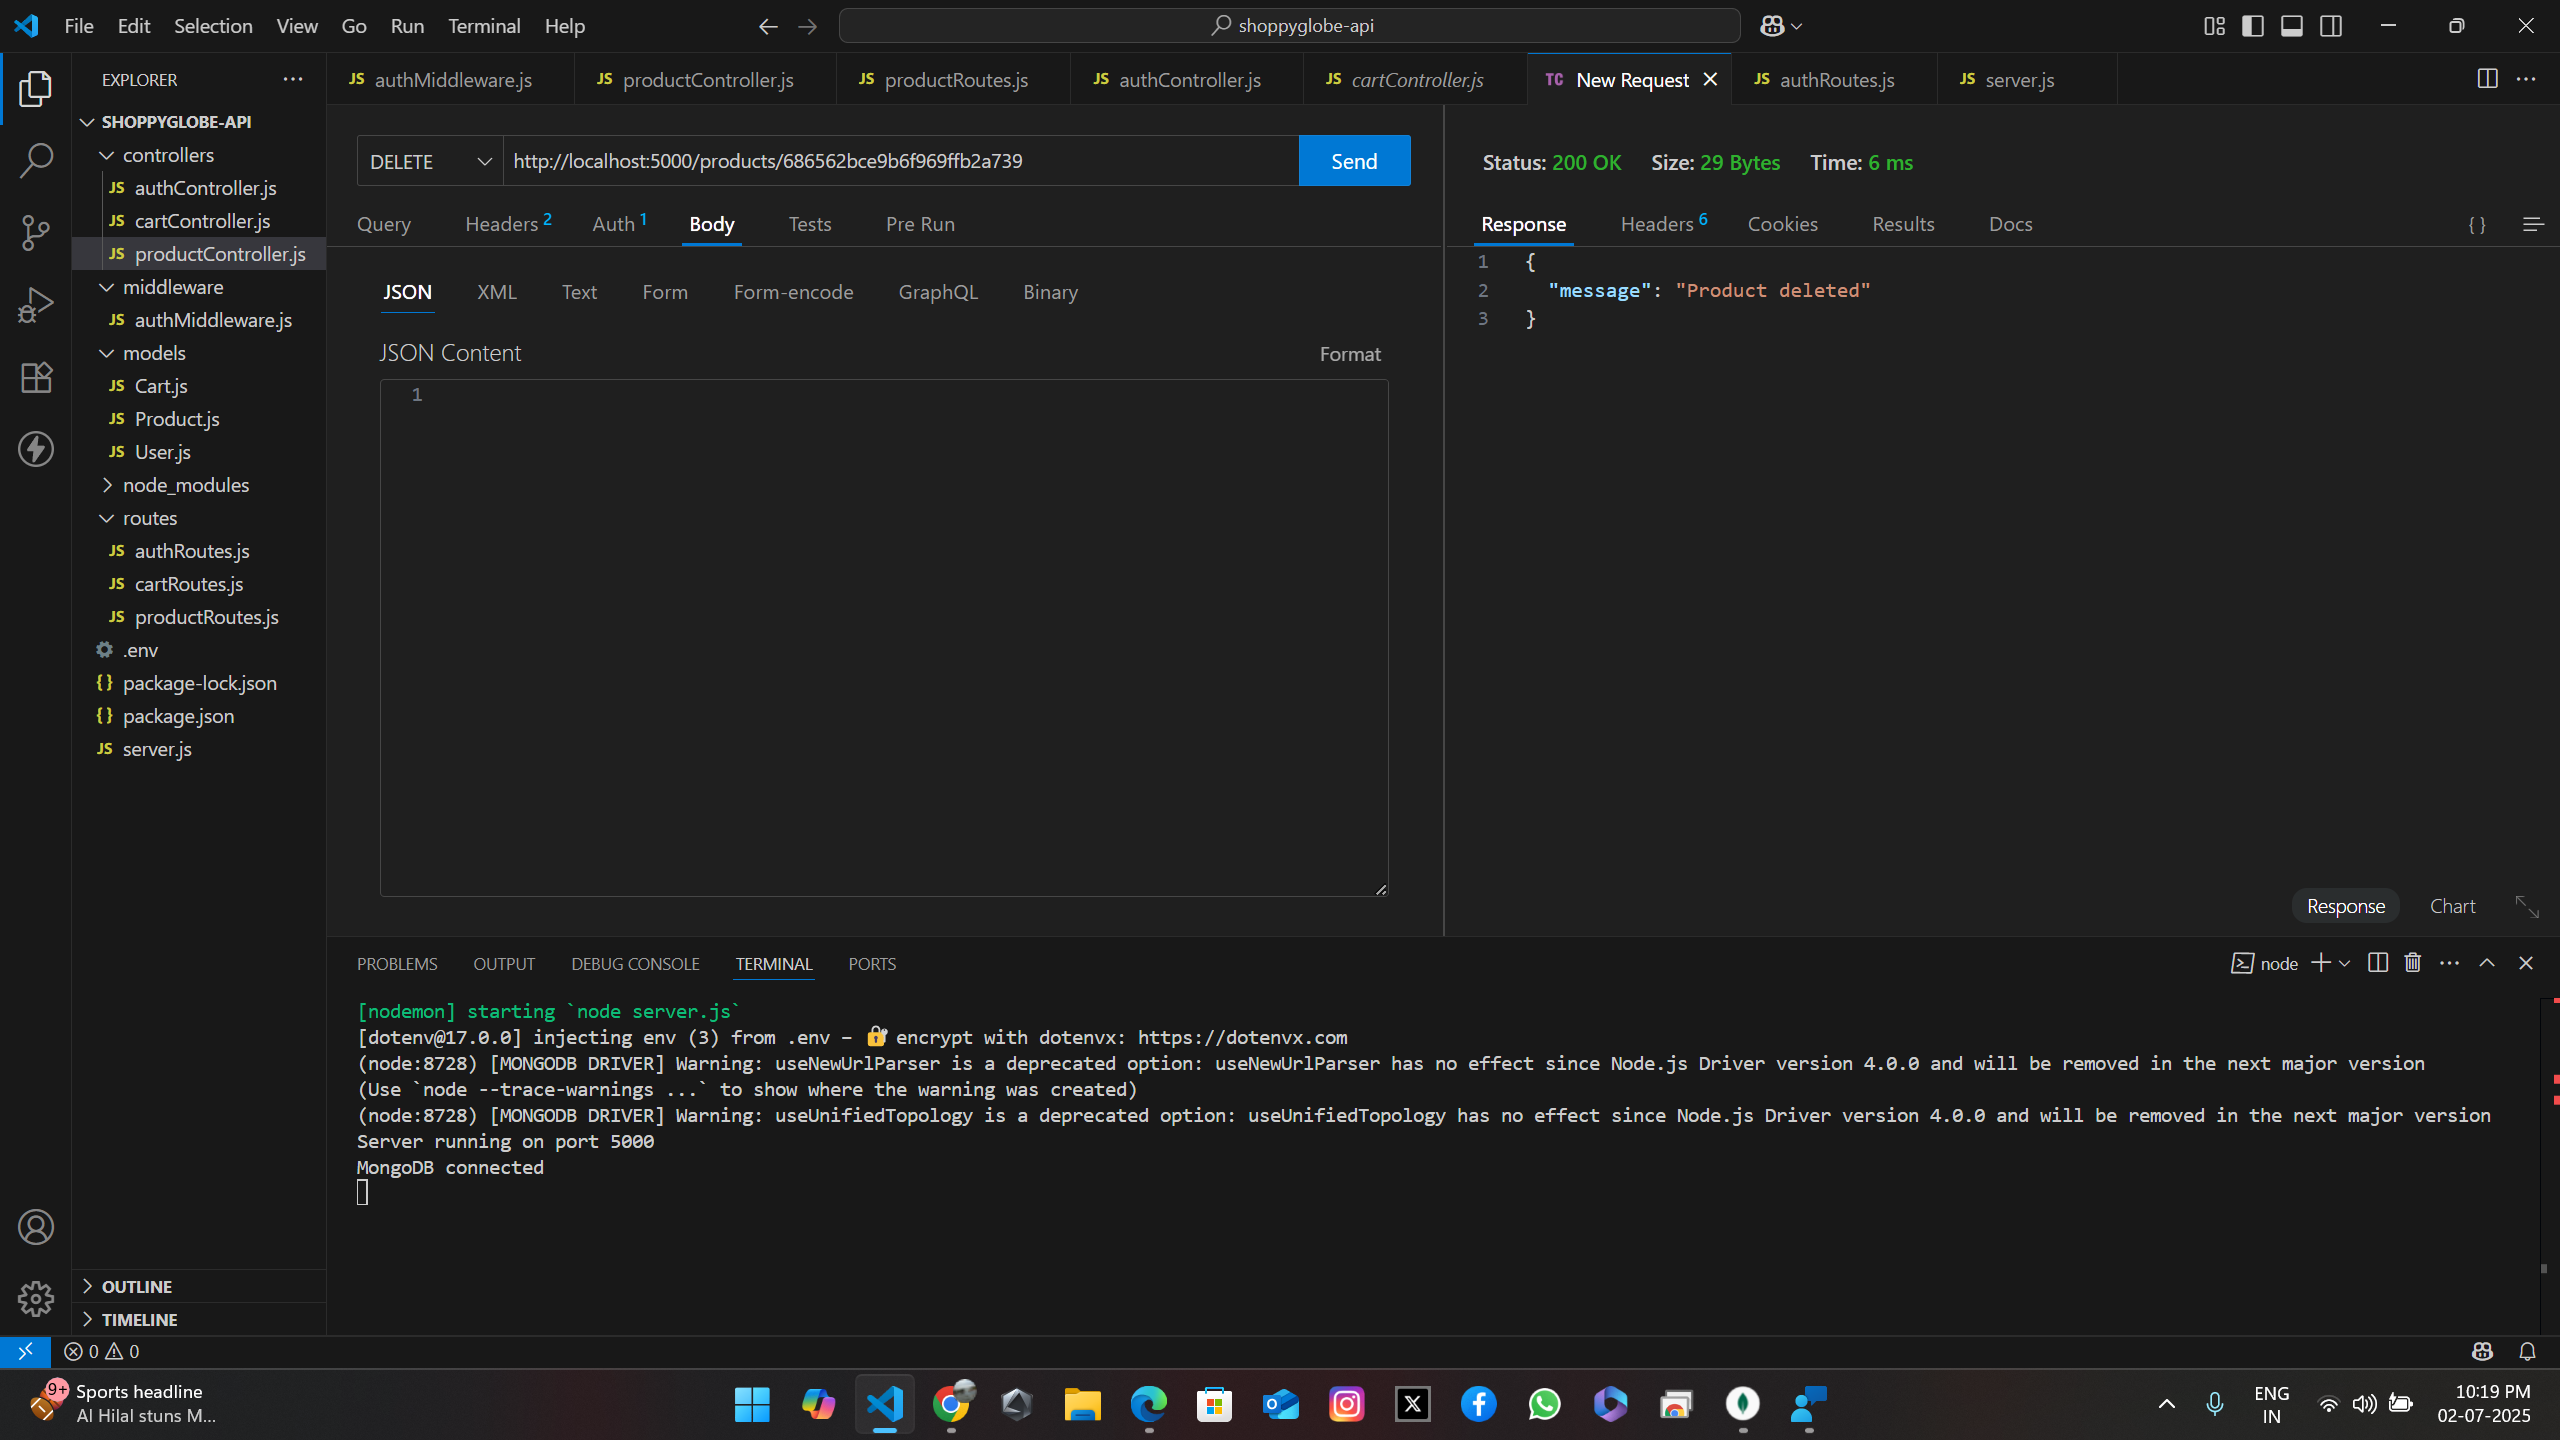 File Edit Selection View Go Run Terminal Help
shoppyglobe-api
EXPLORER
SHOPPYGLOBE-API
controllers
JS authController.js
JS cartController.js
JS productController.js
middleware
JS authMiddleware.js
models
JS Cart.js
JS Product.js
JS User.js
node_modules
routes
JS authRoutes.js
JS cartRoutes.js
JS productRoutes.js
.env
{} package-lock.json
{} package.json
JS server.js
OUTLINE
TIMELINE
JS authMiddleware.js JS productController.js JS productRoutes.js JS authController.js JS cartController.js TC New Request JS authRoutes.js JS server.js
DELETE http://localhost:5000/products/686562bce9b6f969ffb2a739 Send
Query Headers 2 Auth 1 Body Tests Pre Run
JSON XML Text Form Form-encode GraphQL Binary
JSON Content Format
1
Status: 200 OK Size: 29 Bytes Time: 6 ms
Response Headers 6 Cookies Results Docs { }
1 {
2 "message": "Product deleted"
3 }
Response Chart
PROBLEMS OUTPUT DEBUG CONSOLE TERMINAL PORTS
node
[nodemon] starting `node server.js`
[dotenv@17.0.0] injecting env (3) from .env – 🔐 encrypt with dotenvx: https://dotenvx.com
(node:8728) [MONGODB DRIVER] Warning: useNewUrlParser is a deprecated option: useNewUrlParser has no effect since Node.js Driver version 4.0.0 and will be removed in the next major version
(Use `node --trace-warnings ...` to show where the warning was created)
(node:8728) [MONGODB DRIVER] Warning: useUnifiedTopology is a deprecated option: useUnifiedTopology has no effect since Node.js Driver version 4.0.0 and will be removed in the next major version
Server running on port 5000
MongoDB connected
0 0
9+ Sports headline
Al Hilal stuns M...
ENG
IN
10:19 PM
02-07-2025